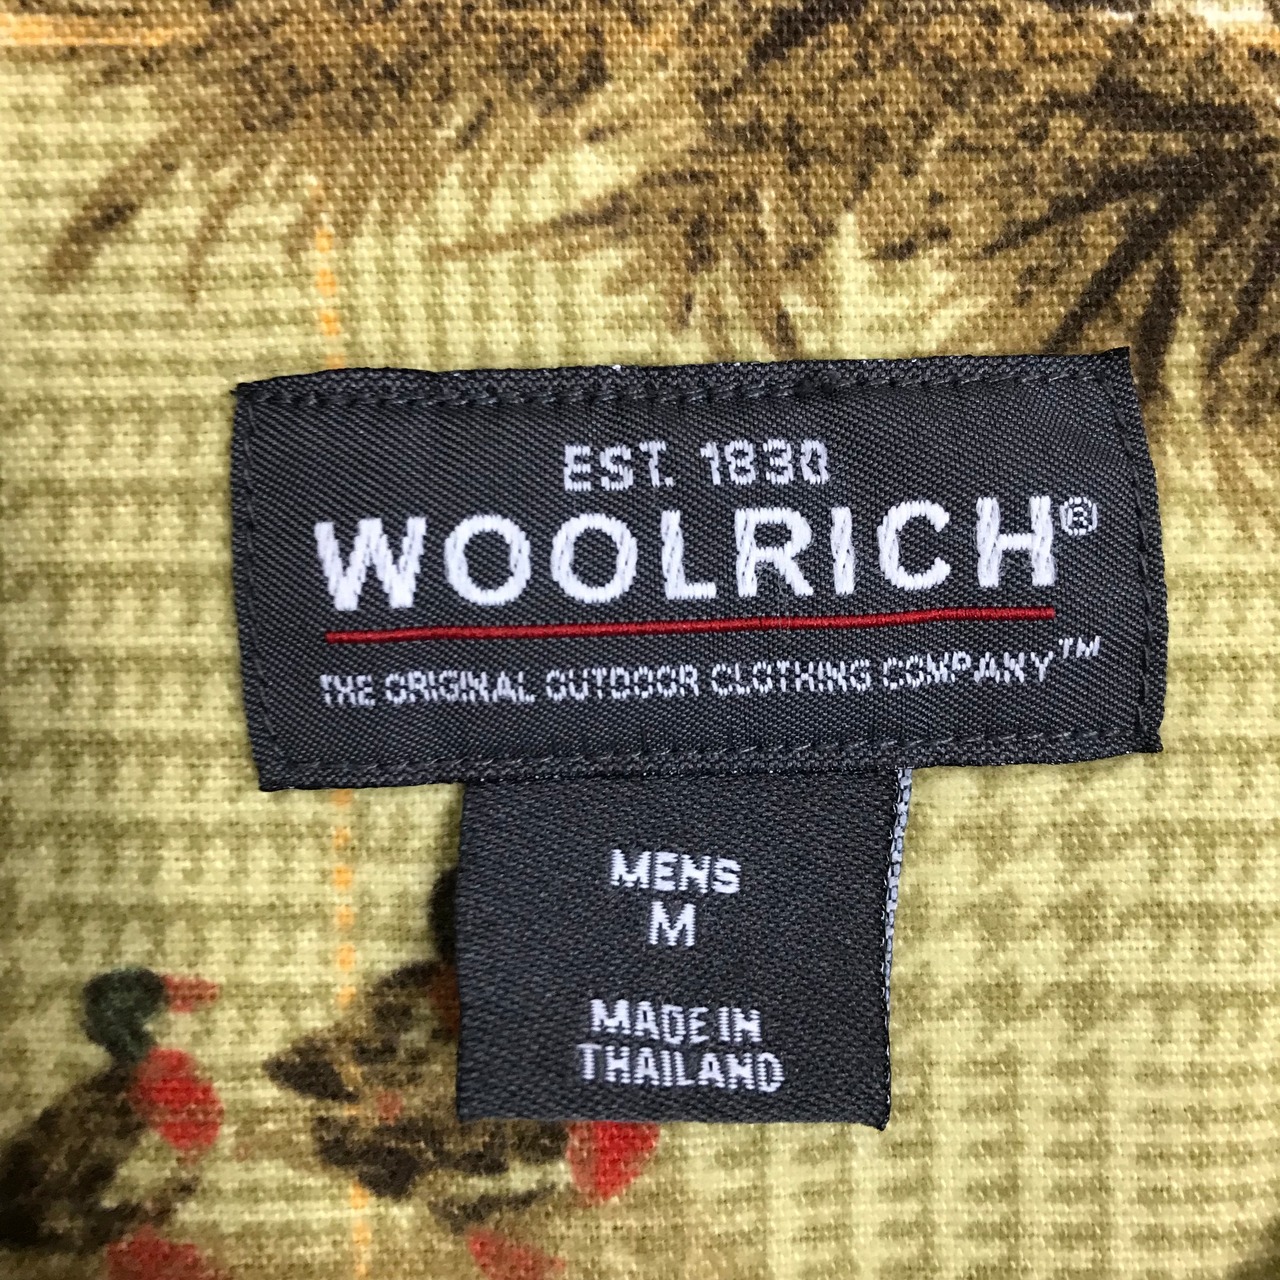 EST. 1830
WOOLRICH®
THE ORIGINAL OUTDOOR CLOTHING COMPANY™
MENS
M
MADE IN
THAILAND